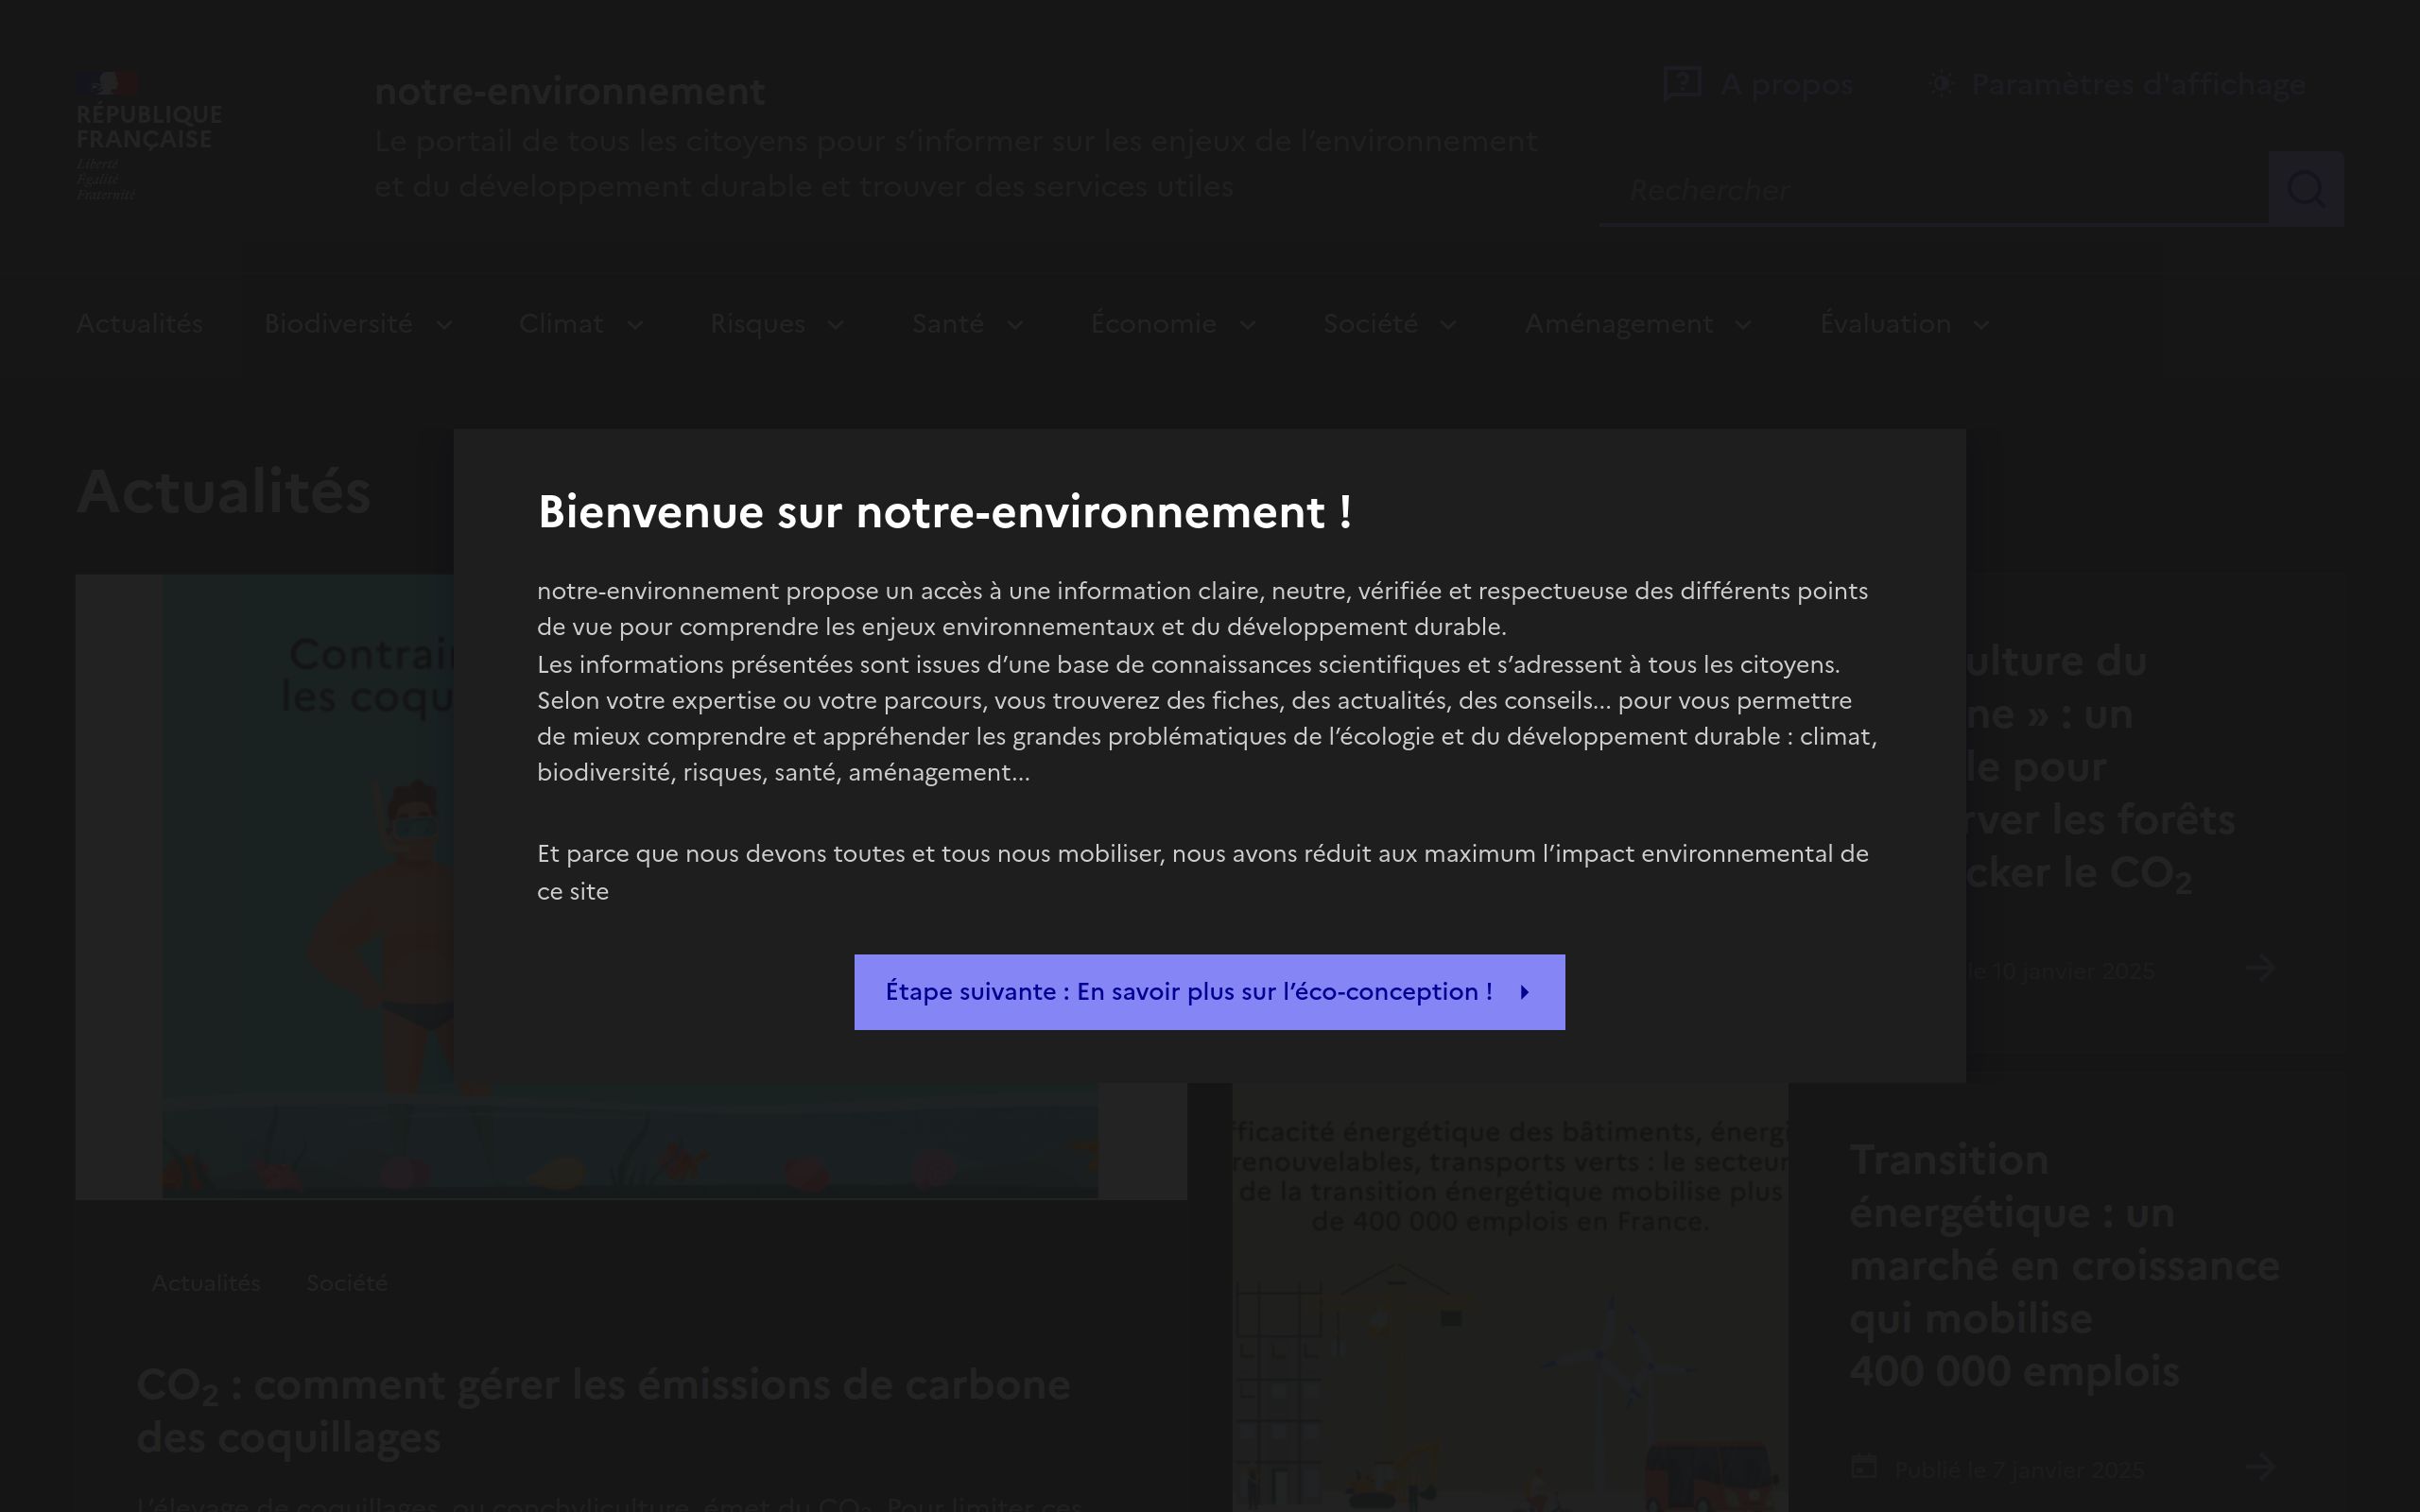 RÉPUBLIQUE
FRANÇAISE
Liberté
Égalité
Fraternité
notre-environnement
Le portail de tous les citoyens pour s’informer sur les enjeux de l’environnement
et du développement durable et trouver des services utiles
A propos
Paramètres d'affichage
Rechercher
Actualités
Biodiversité
Climat
Risques
Santé
Économie
Société
Aménagement
Évaluation
Actualités
Bienvenue sur notre-environnement !
notre-environnement propose un accès à une information claire, neutre, vérifiée et respectueuse des différents points
de vue pour comprendre les enjeux environnementaux et du développement durable.
Les informations présentées sont issues d’une base de connaissances scientifiques et s’adressent à tous les citoyens.
Selon votre expertise ou votre parcours, vous trouverez des fiches, des actualités, des conseils... pour vous permettre
de mieux comprendre et appréhender les grandes problématiques de l’écologie et du développement durable : climat,
biodiversité, risques, santé, aménagement...
Et parce que nous devons toutes et tous nous mobiliser, nous avons réduit aux maximum l’impact environnemental de
ce site
Étape suivante : En savoir plus sur l’éco-conception !
les
ulture du
ne » : un
le pour
rver les forêts
cker le CO₂
le 10 janvier 2025
Actualités
Société
CO₂ : comment gérer les émissions de carbone
des coquillages
L’élevage de coquillages, ou conchyliculture, émet du CO₂. Pour limiter ces
fficacité énergétique des bâtiments, énergi
renouvelables, transports verts : le secteur
de la transition énergétique mobilise plus
de 400 000 emplois en France.
Transition
énergétique : un
marché en croissance
qui mobilise
400 000 emplois
Publié le 7 janvier 2025